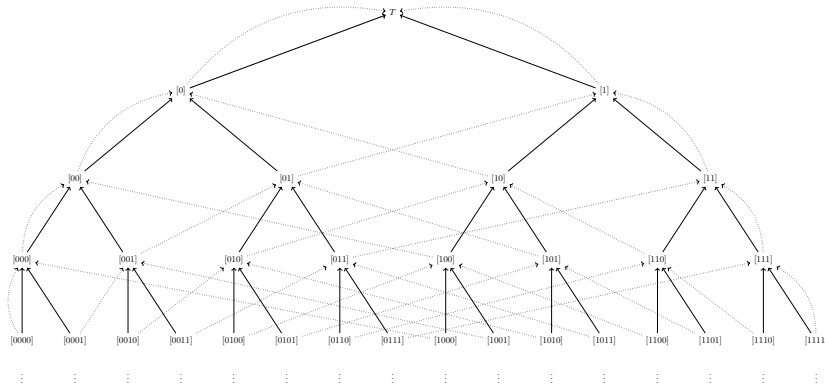 T
[0] [1]
[00] [01] [10] [11]
[000] [001] [010] [011] [100] [101] [110] [111]
[0000] [0001] [0010] [0011] [0100] [0101] [0110] [0111] [1000] [1001] [1010] [1011] [1100] [1101] [1110] [1111
⋮ ⋮ ⋮ ⋮ ⋮ ⋮ ⋮ ⋮ ⋮ ⋮ ⋮ ⋮ ⋮ ⋮ ⋮ ⋮